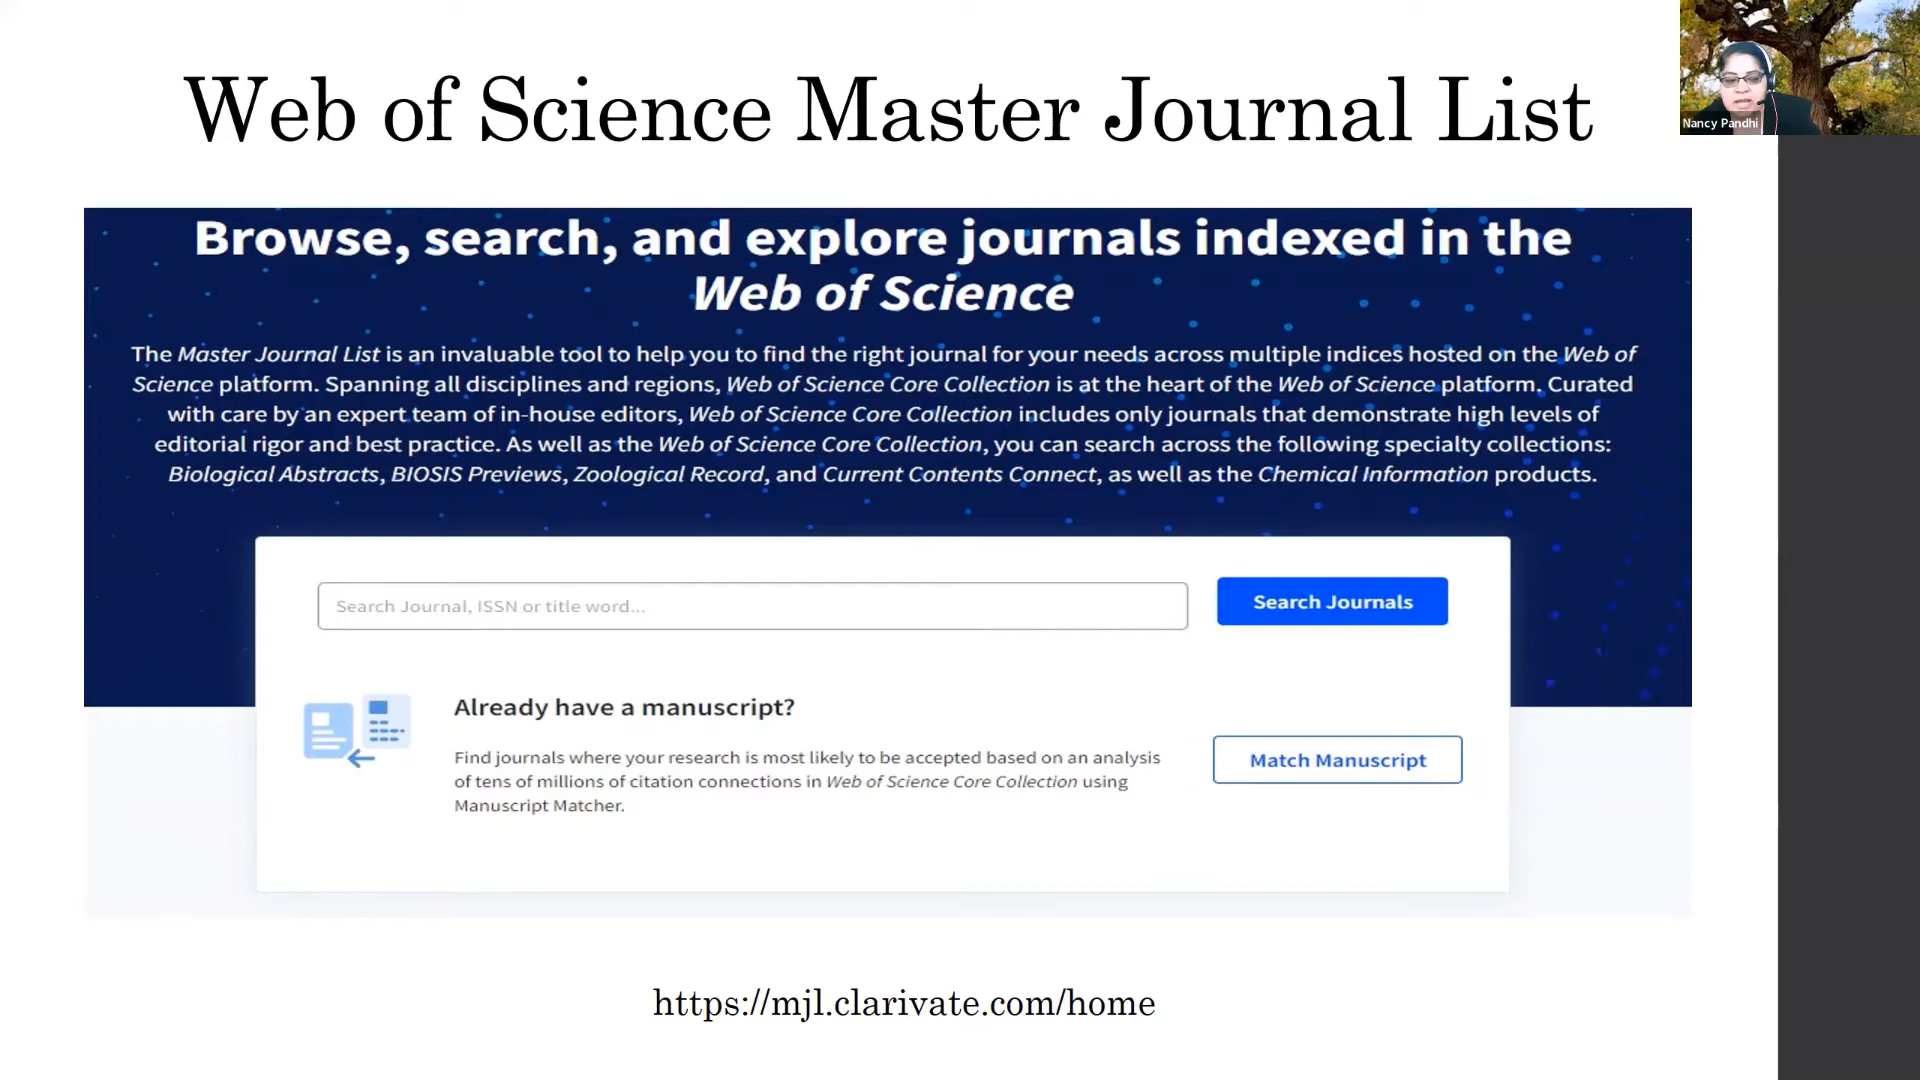 Web of Science Master Journal List
Nancy Pandhi
Browse, search, and explore journals indexed in the
Web of Science
The Master Journal List is an invaluable tool to help you to find the right journal for your needs across multiple indices hosted on the Web of
Science platform. Spanning all disciplines and regions, Web of Science Core Collection is at the heart of the Web of Science platform. Curated
with care by an expert team of in-house editors, Web of Science Core Collection includes only journals that demonstrate high levels of
editorial rigor and best practice. As well as the Web of Science Core Collection, you can search across the following specialty collections:
Biological Abstracts, BIOSIS Previews, Zoological Record, and Current Contents Connect, as well as the Chemical Information products.
Search Journal, ISSN or title word...
Search Journals
Already have a manuscript?
Find journals where your research is most likely to be accepted based on an analysis
of tens of millions of citation connections in Web of Science Core Collection using
Manuscript Matcher.
Match Manuscript
https://mjl.clarivate.com/home